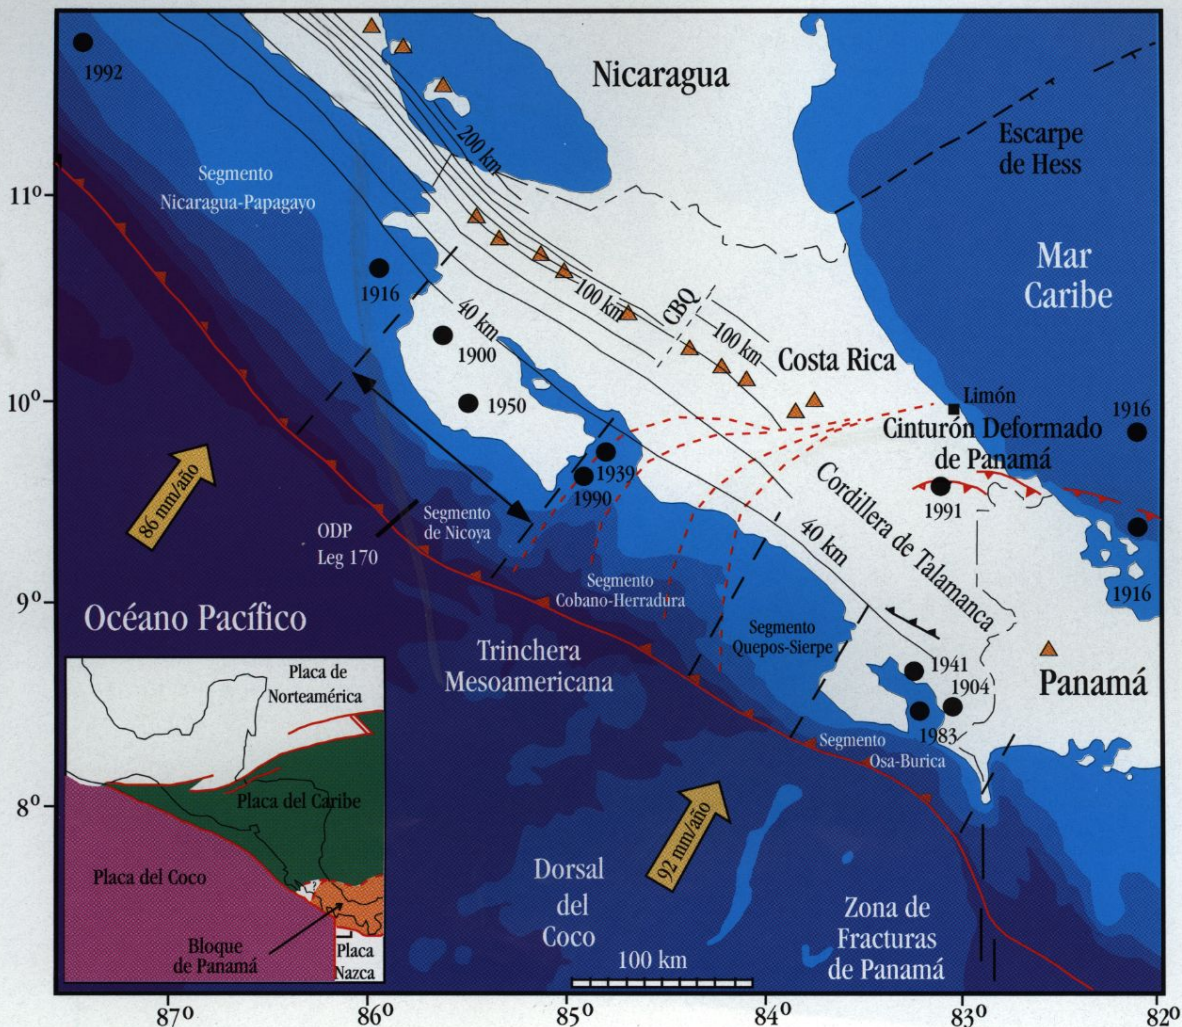 Nicaragua
1992
200 km
Escarpe
de Hess
Segmento
Nicaragua-Papagayo
11º
Mar
Caribe
1916
40 km
100 km
CBQ
100 km
1900
Costa Rica
10º
1950
Limón
1916
Cinturón Deformado
de Panamá
1939
1990
1991
86 mm/año
ODP
Leg 170
Segmento
de Nicoya
Cordillera de Talamanca
40 km
9º
Océano Pacífico
Segmento
Cobano-Herradura
1916
Segmento
Quepos-Sierpe
Trinchera
Mesoamericana
1941
1904
1983
Panamá
Segmento
Osa-Burica
8º
92 mm/año
Dorsal
del
Coco
Zona de
Fracturas
de Panamá
100 km
Placa de
Norteamérica
Placa del Caribe
Placa del Coco
Bloque
de Panamá
Placa
Nazca
87º
86º
85º
84º
83º
82º